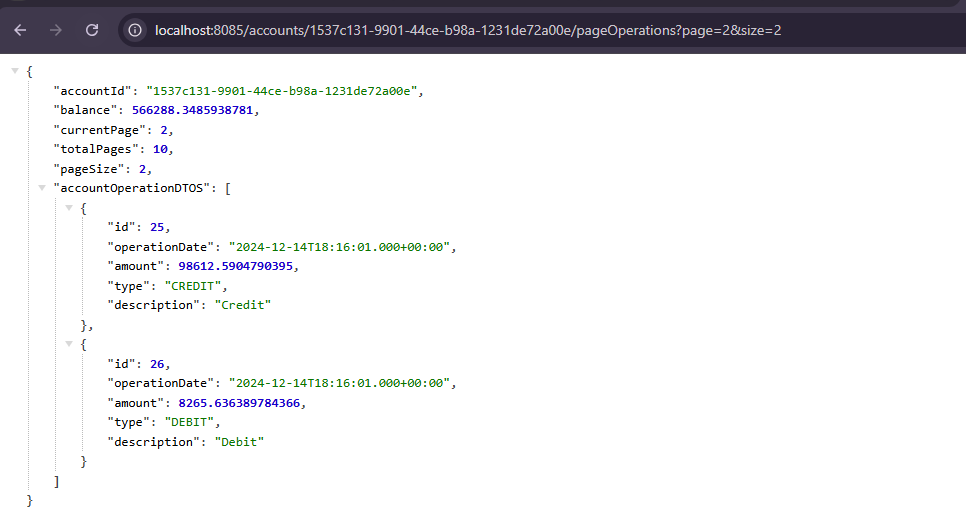 localhost:8085/accounts/1537c131-9901-44ce-b98a-1231de72a00e/pageOperations?page=2&size=2
{
"accountId": "1537c131-9901-44ce-b98a-1231de72a00e",
"balance": 566288.3485938781,
"currentPage": 2,
"totalPages": 10,
"pageSize": 2,
"accountOperationDTOS": [
{
"id": 25,
"operationDate": "2024-12-14T18:16:01.000+00:00",
"amount": 98612.5904790395,
"type": "CREDIT",
"description": "Credit"
},
{
"id": 26,
"operationDate": "2024-12-14T18:16:01.000+00:00",
"amount": 8265.636389784366,
"type": "DEBIT",
"description": "Debit"
}
]
}